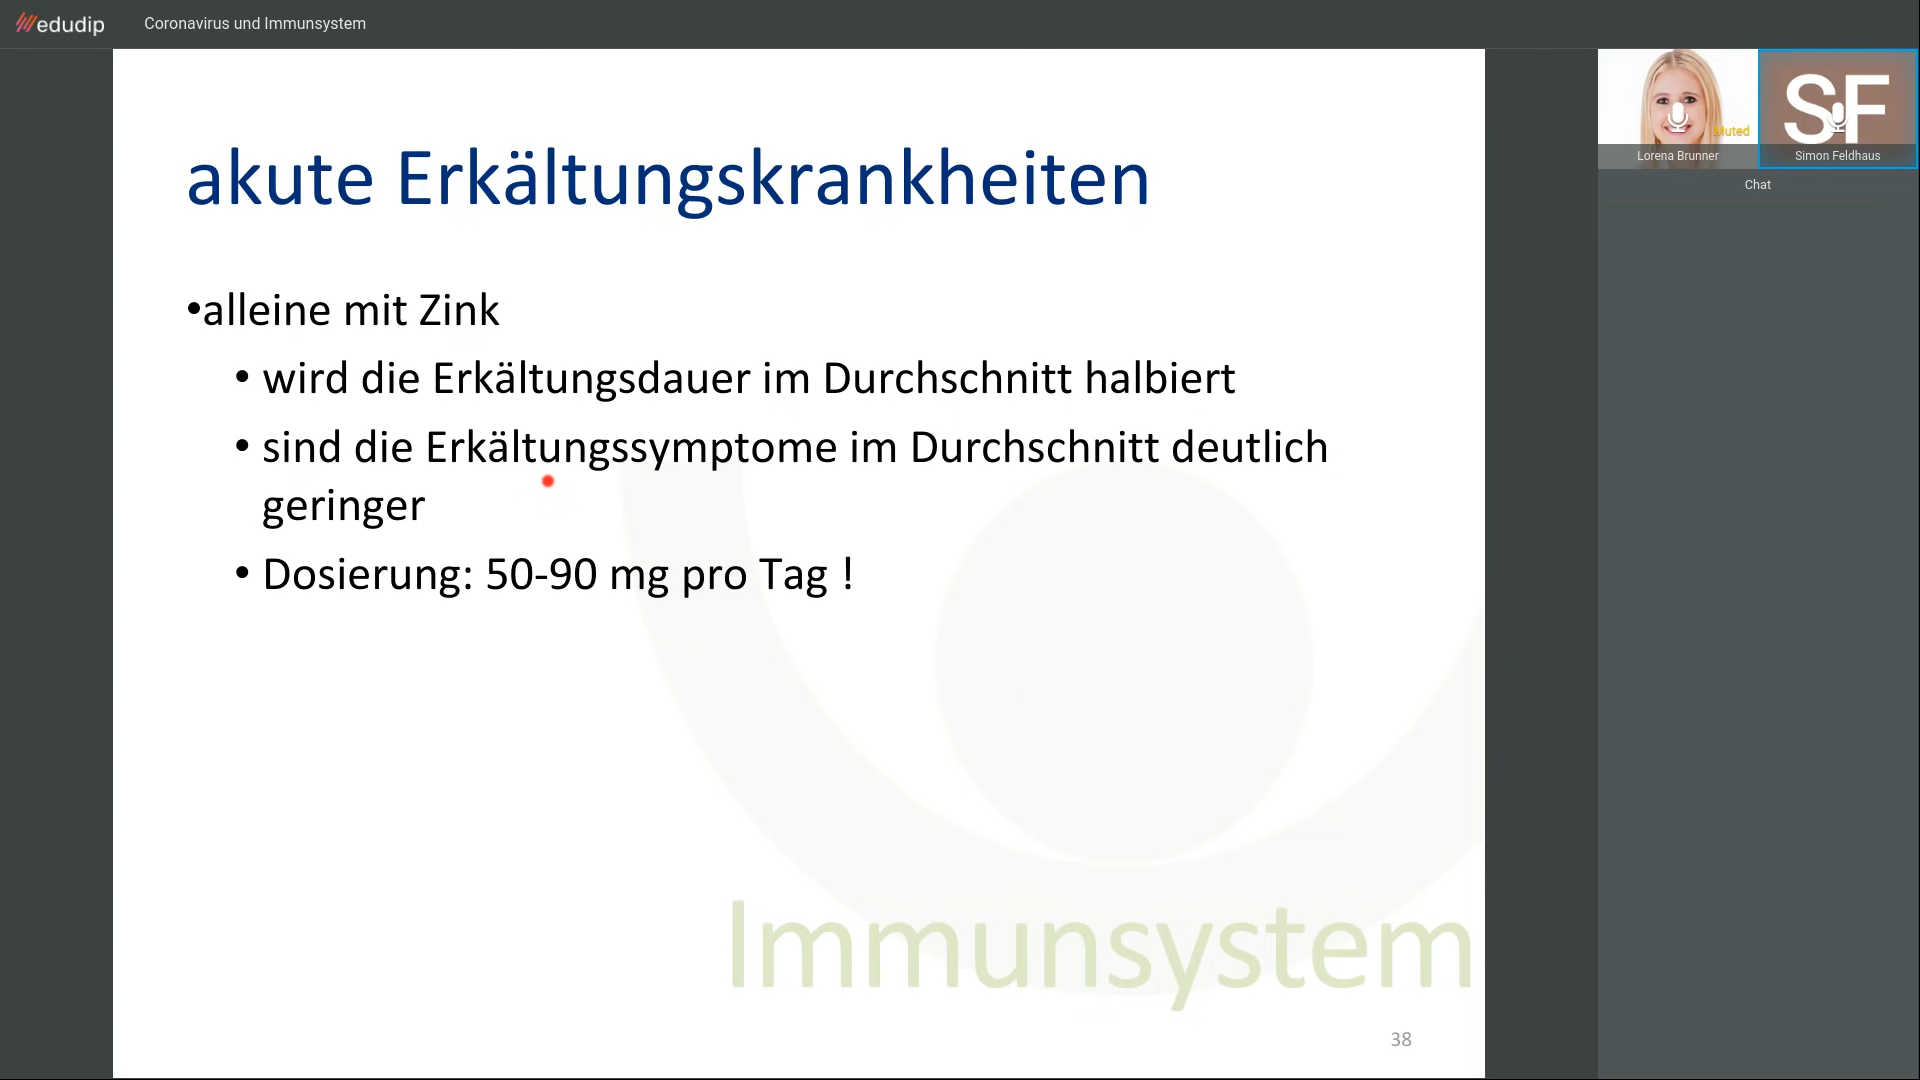 edudip
Coronavirus und Immunsystem
akute Erkältungskrankheiten
•alleine mit Zink
• wird die Erkältungsdauer im Durchschnitt halbiert
• sind die Erkältungssymptome im Durchschnitt deutlich
geringer
• Dosierung: 50-90 mg pro Tag !
Immunsystem
38
SF
Muted
Lorena Brunner
Simon Feldhaus
Chat